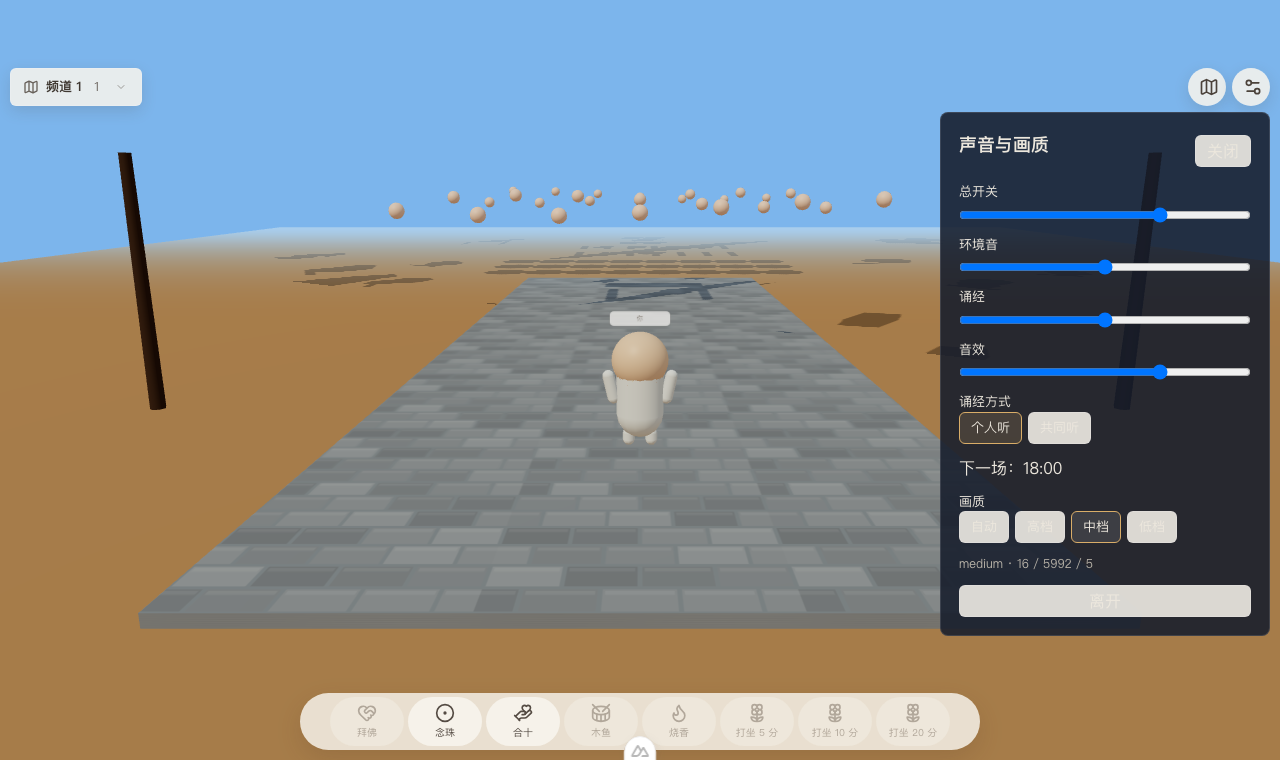 频道 1 1
声音与画质
关闭
总开关
环境音
诵经
音效
诵经方式
个人听 共同听
下一场：18:00
画质
自动 高档 中档 低档
medium · 16 / 5992 / 5
离开
你
拜佛 念珠 合十 木鱼 烧香 打坐 5 分 打坐 10 分 打坐 20 分